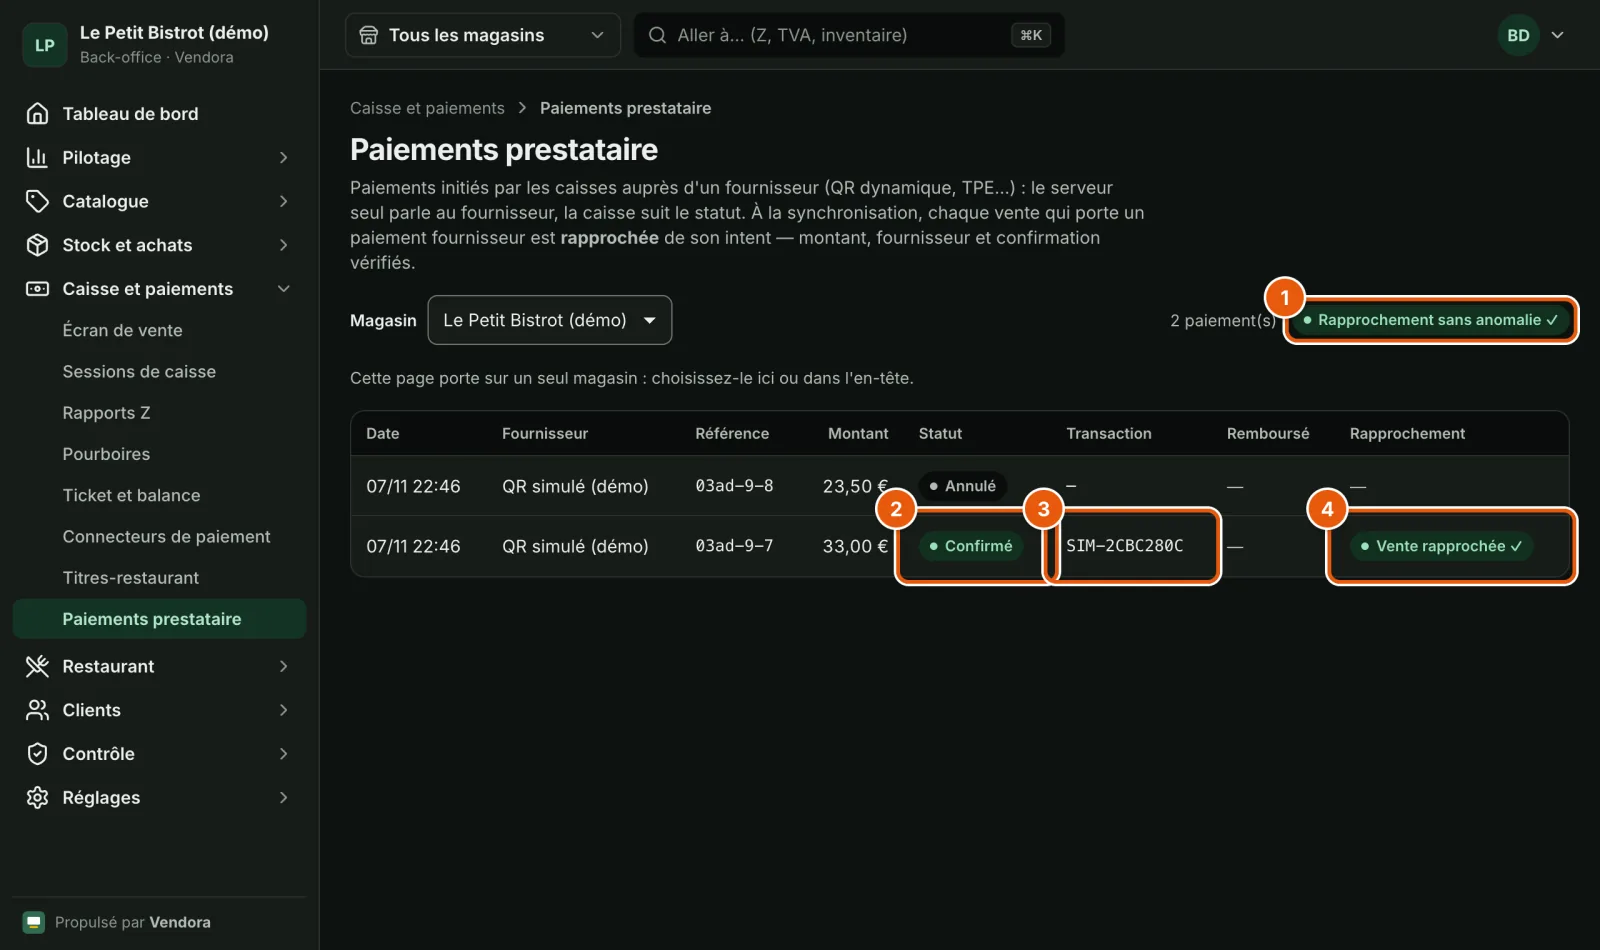 LP
Le Petit Bistrot (démo)
Back-office · Vendora
Tous les magasins
Aller à... (Z, TVA, inventaire)
⌘K
BD
Tableau de bord
Pilotage
Catalogue
Stock et achats
Caisse et paiements
Écran de vente
Sessions de caisse
Rapports Z
Pourboires
Ticket et balance
Connecteurs de paiement
Titres-restaurant
Paiements prestataire
Restaurant
Clients
Contrôle
Réglages
Propulsé par Vendora
Caisse et paiements > Paiements prestataire
Paiements prestataire
Paiements initiés par les caisses auprès d'un fournisseur (QR dynamique, TPE…) : le serveur
seul parle au fournisseur, la caisse suit le statut. À la synchronisation, chaque vente qui porte un
paiement fournisseur est rapprochée de son intent — montant, fournisseur et confirmation
vérifiés.
Magasin Le Petit Bistrot (démo)
2 paiement(s)
1
Rapprochement sans anomalie ✓
Cette page porte sur un seul magasin : choisissez-le ici ou dans l'en-tête.
Date Fournisseur Référence Montant Statut Transaction Remboursé Rapprochement
07/11 22:46 QR simulé (démo) 03ad-9-8 23,50 € Annulé — — —
2 3 4
07/11 22:46 QR simulé (démo) 03ad-9-7 33,00 € Confirmé SIM-2CBC280C — Vente rapprochée ✓